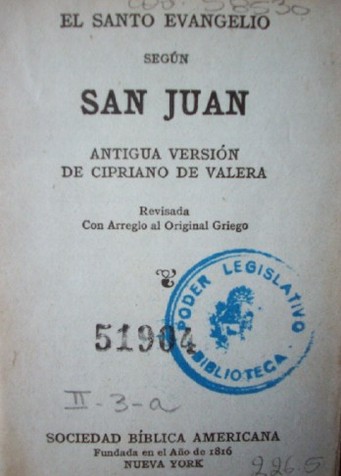 EL SANTO EVANGELIO
SEGÚN
SAN JUAN
ANTIGUA VERSIÓN
DE CIPRIANO DE VALERA
Revisada
Con Arreglo al Original Griego
PODER LEGISLATIVO
BIBLIOTECA
51904
II-3-a
SOCIEDAD BÍBLICA AMERICANA
Fundada en el Año de 1816
NUEVA YORK
226.5